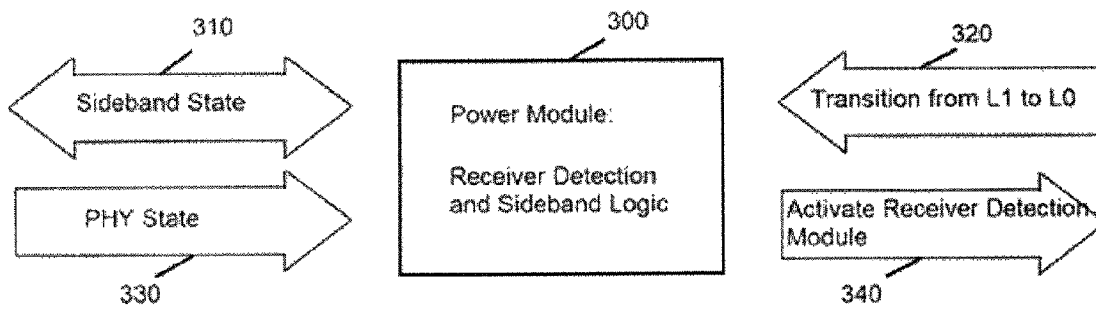 310
300
320
Sideband State
Power Module:
Transition from L1 to L0
Receiver Detection
and Sideband Logic
PHY State
Activate Receiver Detection
Module
330
340